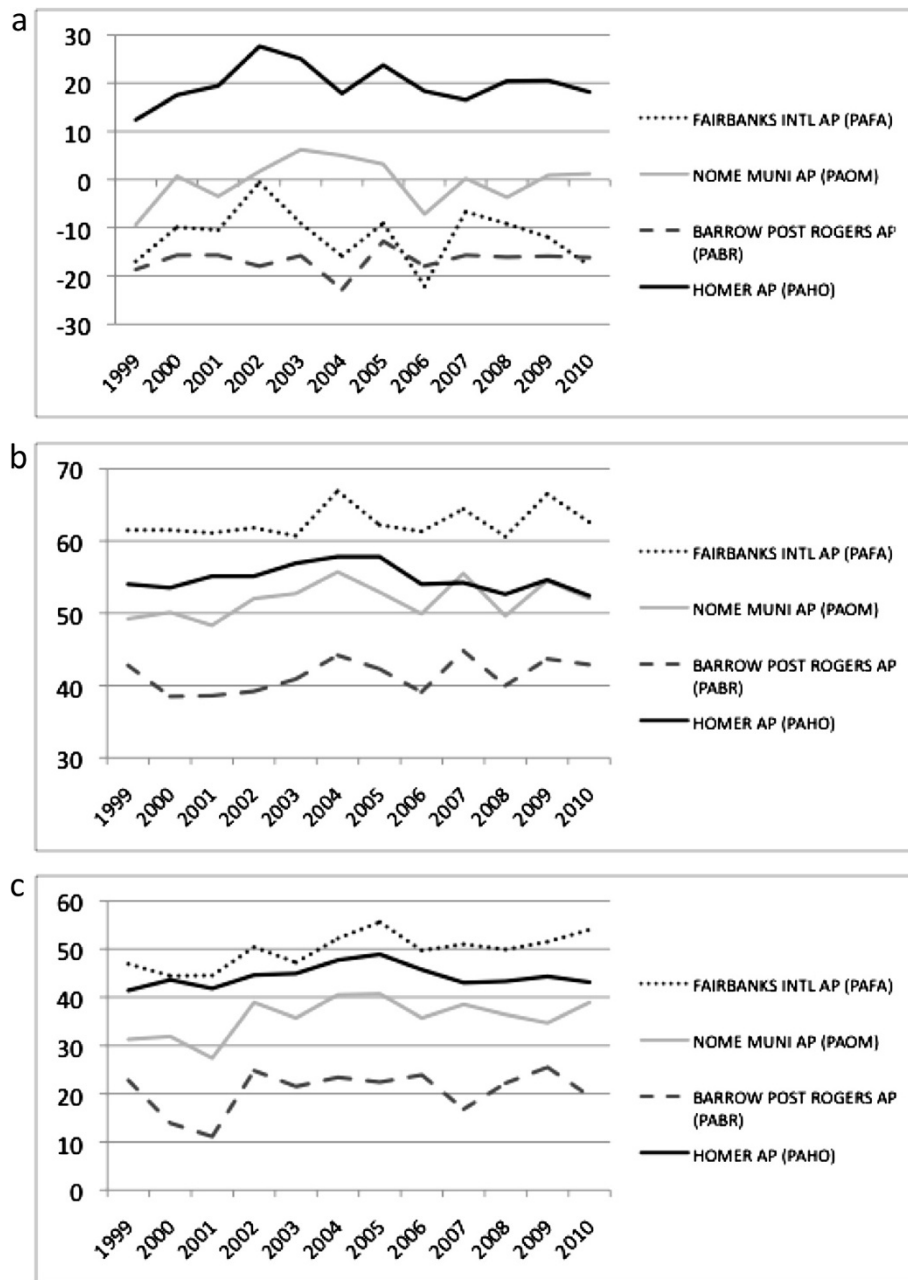 a
30
20
10
0
-10
-20
-30
1999 2000 2001 2002 2003 2004 2005 2006 2007 2008 2009 2010
FAIRBANKS INTL AP (PAFA)
NOME MUNI AP (PAOM)
BARROW POST ROGERS AP
(PABR)
HOMER AP (PAHO)
b
70
60
50
40
30
1999 2000 2001 2002 2003 2004 2005 2006 2007 2008 2009 2010
FAIRBANKS INTL AP (PAFA)
NOME MUNI AP (PAOM)
BARROW POST ROGERS AP
(PABR)
HOMER AP (PAHO)
c
60
50
40
30
20
10
0
1999 2000 2001 2002 2003 2004 2005 2006 2007 2008 2009 2010
FAIRBANKS INTL AP (PAFA)
NOME MUNI AP (PAOM)
BARROW POST ROGERS AP
(PABR)
HOMER AP (PAHO)